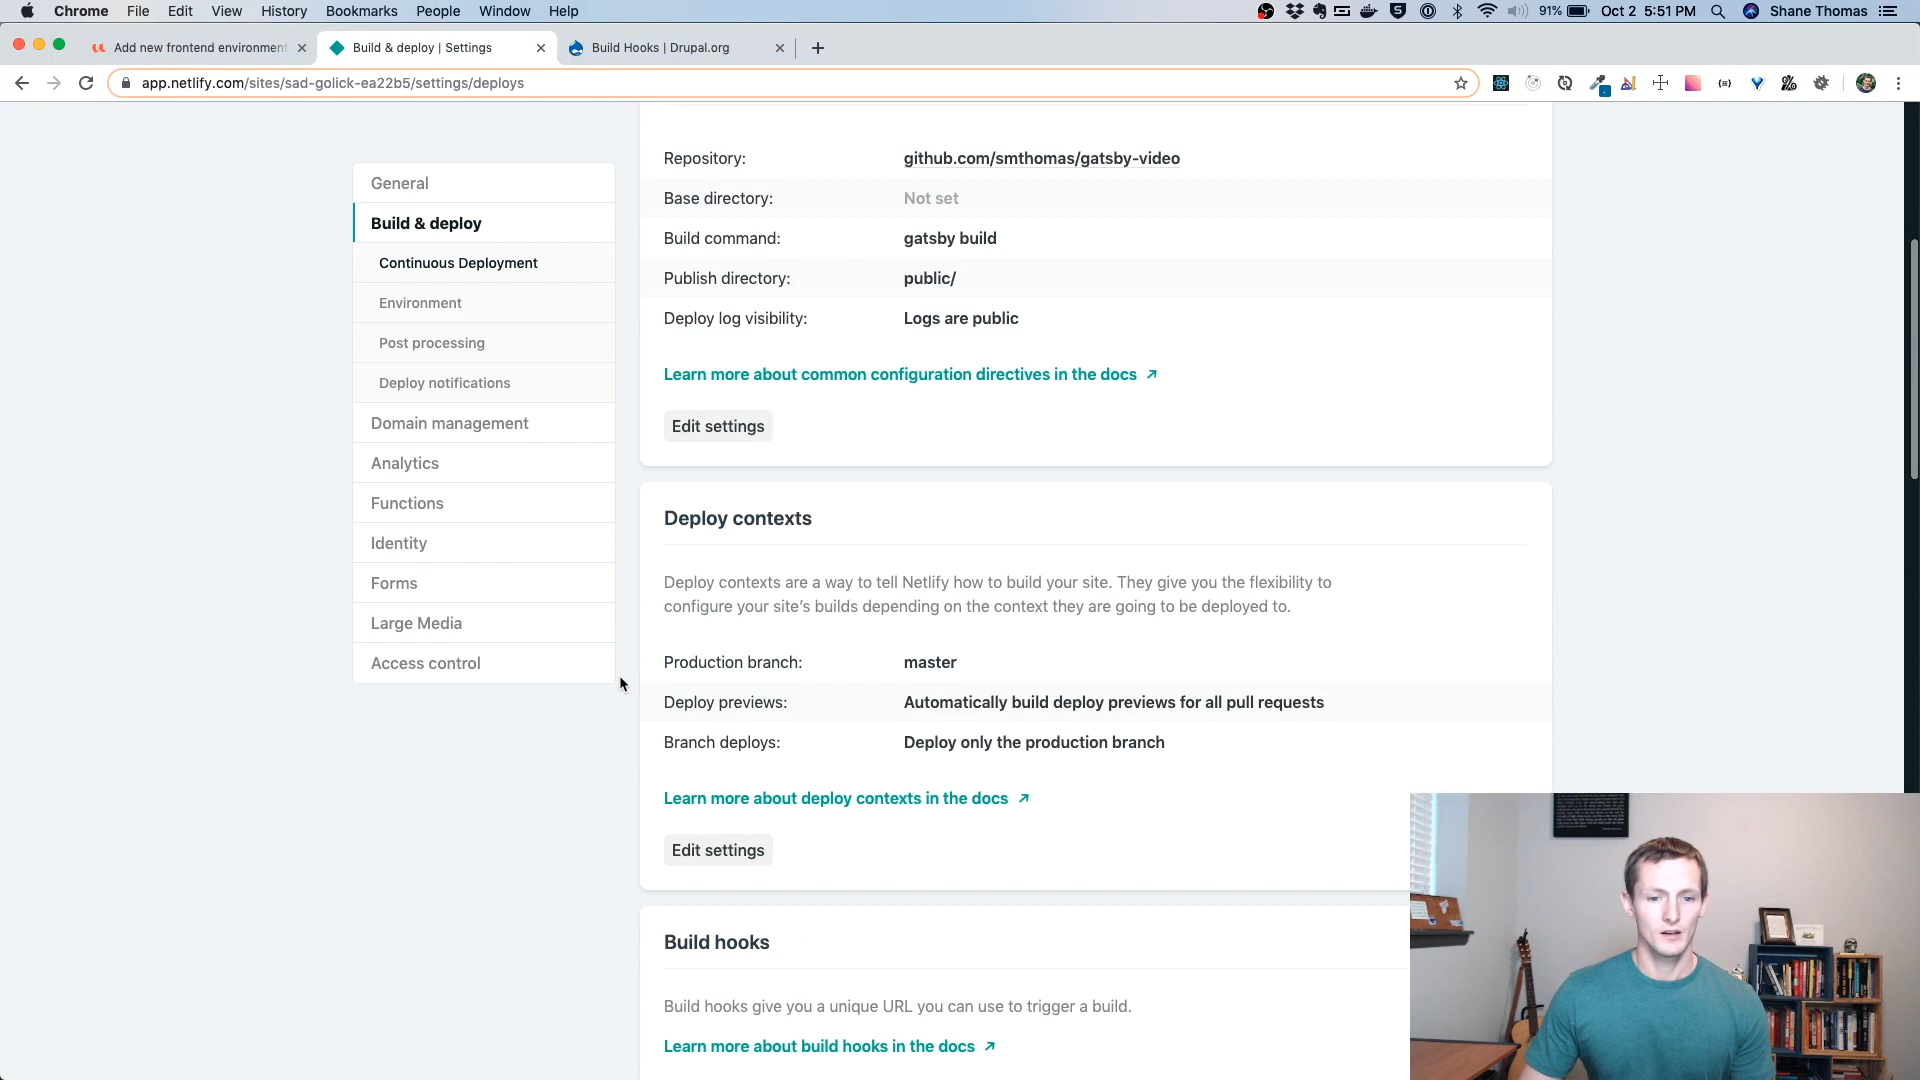 Chrome File Edit View History Bookmarks People Window Help 91% Oct 2 5:51 PM Shane Thomas
Add new frontend environment Build & deploy | Settings Build Hooks | Drupal.org
app.netlify.com/sites/sad-golick-ea22b5/settings/deploys
General
Build & deploy
Continuous Deployment
Environment
Post processing
Deploy notifications
Domain management
Analytics
Functions
Identity
Forms
Large Media
Access control
Repository: github.com/smthomas/gatsby-video
Base directory: Not set
Build command: gatsby build
Publish directory: public/
Deploy log visibility: Logs are public
Learn more about common configuration directives in the docs
Edit settings
Deploy contexts
Deploy contexts are a way to tell Netlify how to build your site. They give you the flexibility to
configure your site’s builds depending on the context they are going to be deployed to.
Production branch: master
Deploy previews: Automatically build deploy previews for all pull requests
Branch deploys: Deploy only the production branch
Learn more about deploy contexts in the docs
Edit settings
Build hooks
Build hooks give you a unique URL you can use to trigger a build.
Learn more about build hooks in the docs